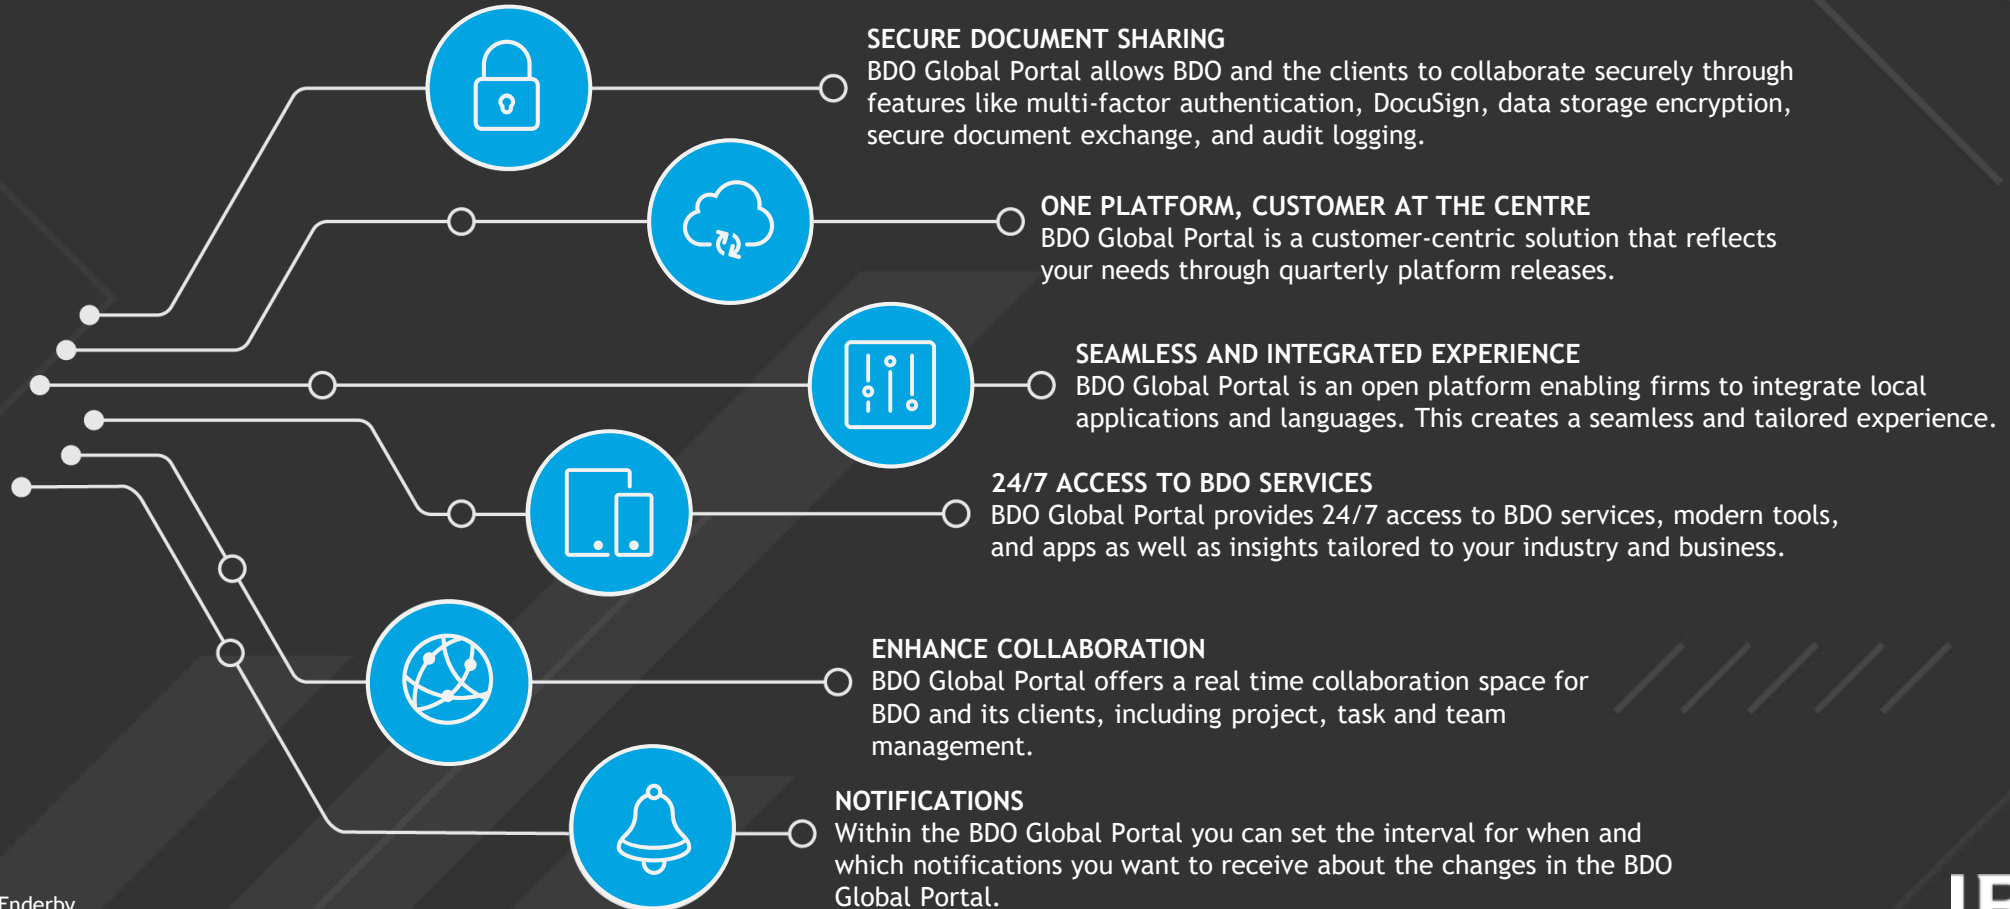 SECURE DOCUMENT SHARING
BDO Global Portal allows BDO and the clients to collaborate securely through
features like multi-factor authentication, DocuSign, data storage encryption,
secure document exchange, and audit logging.
ONE PLATFORM, CUSTOMER AT THE CENTRE
BDO Global Portal is a customer-centric solution that reflects
your needs through quarterly platform releases.
SEAMLESS AND INTEGRATED EXPERIENCE
BDO Global Portal is an open platform enabling firms to integrate local
applications and languages. This creates a seamless and tailored experience.
24/7 ACCESS TO BDO SERVICES
BDO Global Portal provides 24/7 access to BDO services, modern tools,
and apps as well as insights tailored to your industry and business.
ENHANCE COLLABORATION
BDO Global Portal offers a real time collaboration space for
BDO and its clients, including project, task and team
management.
NOTIFICATIONS
Within the BDO Global Portal you can set the interval for when and
which notifications you want to receive about the changes in the BDO
Global Portal.
Enderby